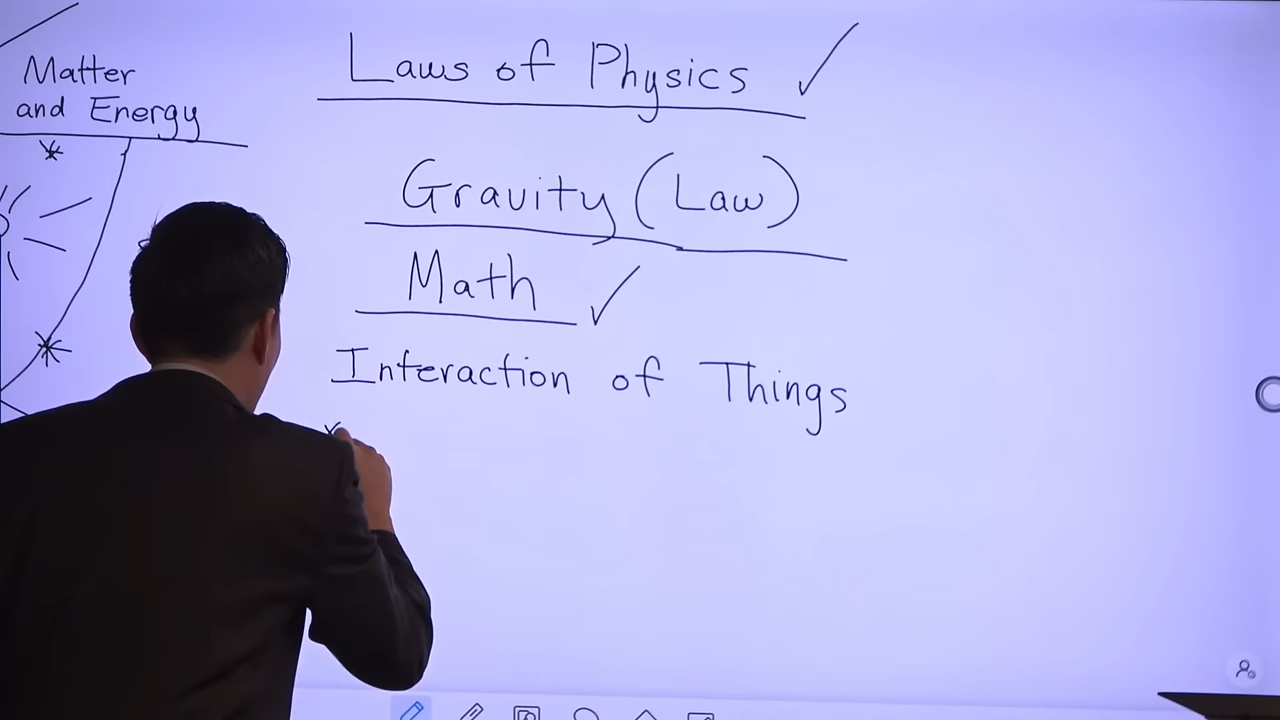 Matter
and Energy
Laws of Physics ✓
Gravity (Law)
Math ✓
Interaction of Things